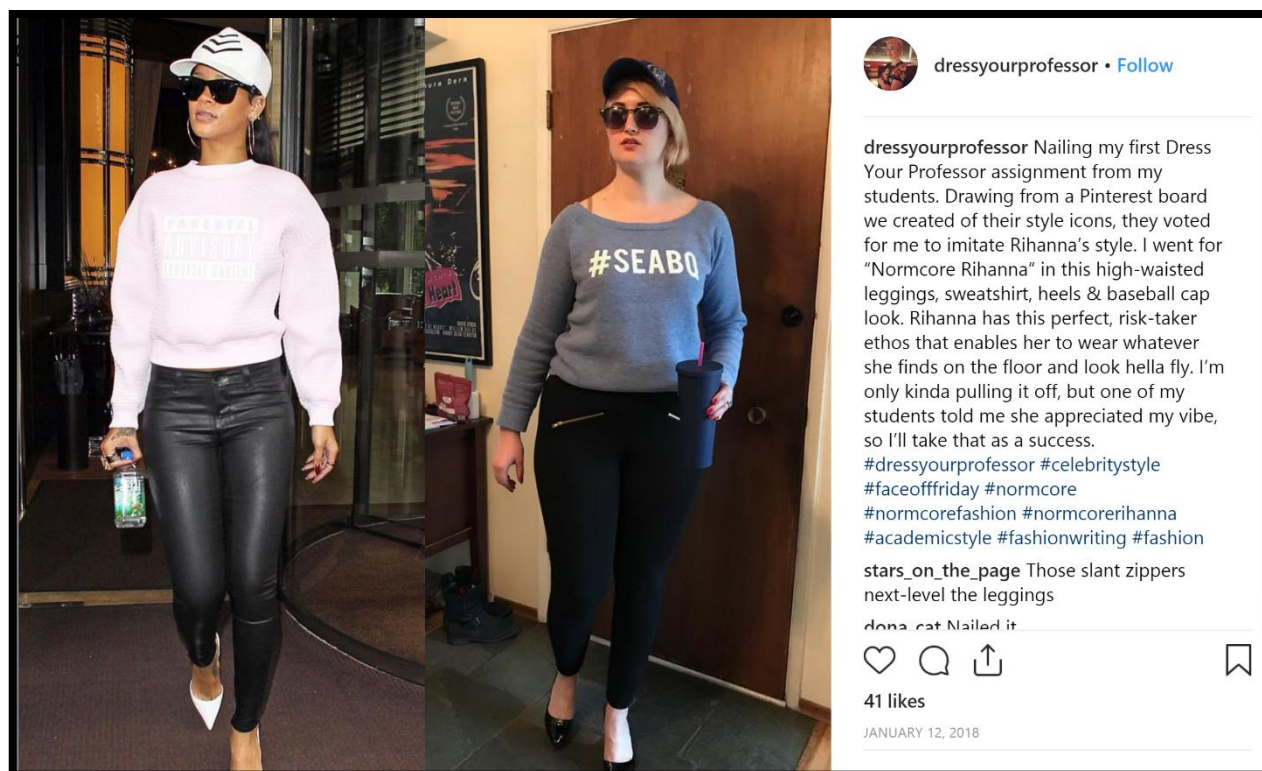 PARENTAL
ADVISORY
EXPLICIT CONTENT
Heart
#SEABQ
dressyourprofessor • Follow
dressyourprofessor Nailing my first Dress
Your Professor assignment from my
students. Drawing from a Pinterest board
we created of their style icons, they voted
for me to imitate Rihanna's style. I went for
"Normcore Rihanna" in this high-waisted
leggings, sweatshirt, heels & baseball cap
look. Rihanna has this perfect, risk-taker
ethos that enables her to wear whatever
she finds on the floor and look hella fly. I'm
only kinda pulling it off, but one of my
students told me she appreciated my vibe,
so I'll take that as a success.
#dressyourprofessor #celebritystyle
#faceofffriday #normcore
#normcorefashion #normcorerihanna
#academicstyle #fashionwriting #fashion
stars_on_the_page Those slant zippers
next-level the leggings
dona_cat Nailed it
41 likes
JANUARY 12, 2018